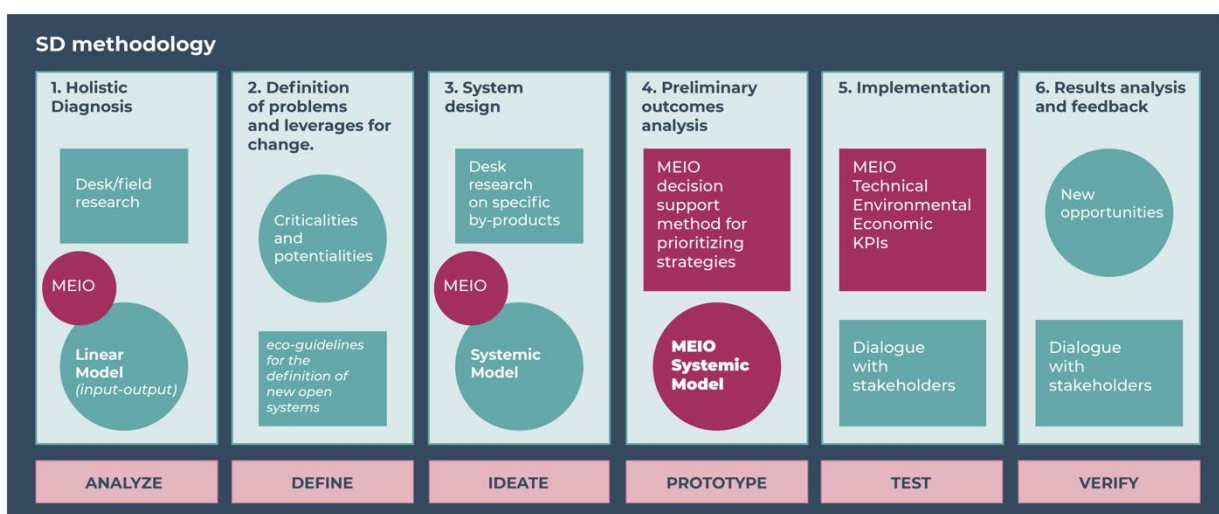 SD methodology
1. Holistic
Diagnosis
Desk/field
research
MEIO
Linear
Model
(input-output)
ANALYZE
2. Definition
of problems
and leverages for
change.
Criticalities
and
potentialities
eco-guidelines
for the
definition of
new open
systems
DEFINE
3. System
design
Desk
research
on specific
by-products
MEIO
Systemic
Model
IDEATE
4. Preliminary
outcomes
analysis
MEIO
decision
support
method for
prioritizing
strategies
MEIO
Systemic
Model
PROTOTYPE
5. Implementation
MEIO
Technical
Environmental
Economic
KPIs
Dialogue
with
stakeholders
TEST
6. Results analysis
and feedback
New
opportunities
Dialogue
with
stakeholders
VERIFY